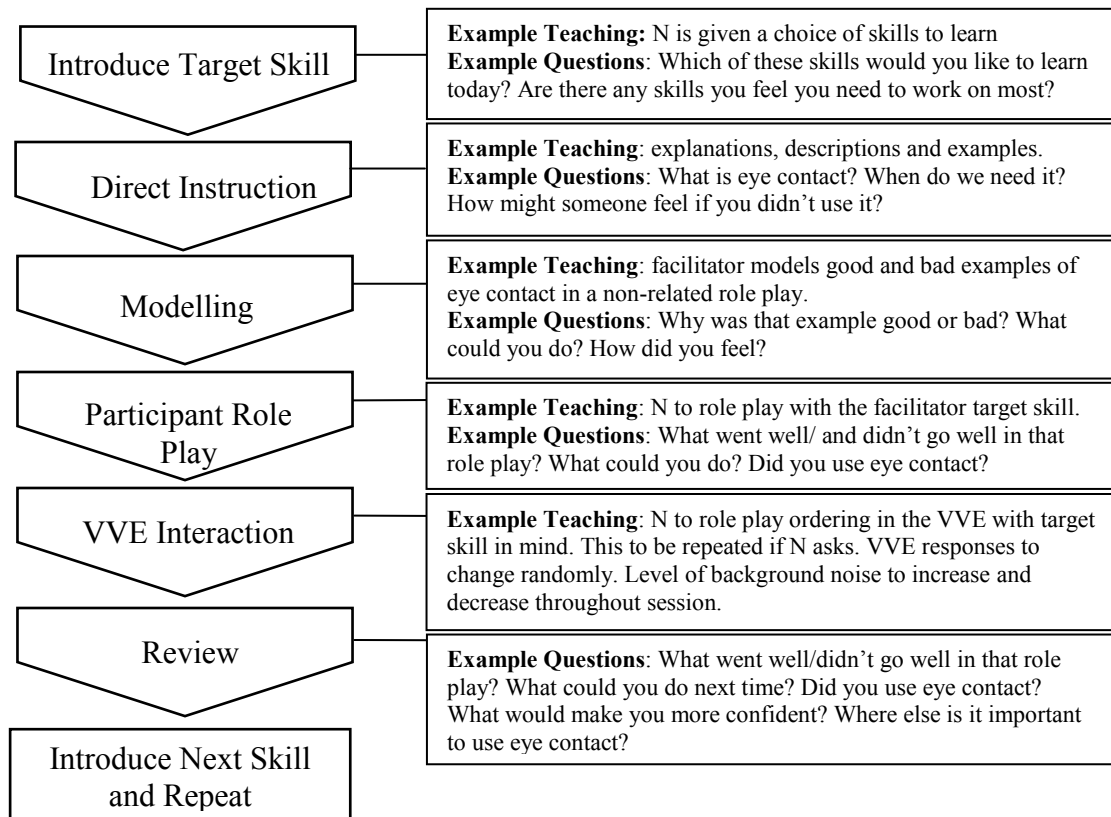 Introduce Target Skill
Example Teaching: N is given a choice of skills to learn
Example Questions: Which of these skills would you like to learn
today? Are there any skills you feel you need to work on most?
Direct Instruction
Example Teaching: explanations, descriptions and examples.
Example Questions: What is eye contact? When do we need it?
How might someone feel if you didn't use it?
Modelling
Example Teaching: facilitator models good and bad examples of
eye contact in a non-related role play.
Example Questions: Why was that example good or bad? What
could you do? How did you feel?
Participant Role
Play
Example Teaching: N to role play with the facilitator target skill.
Example Questions: What went well/ and didn't go well in that
role play? What could you do? Did you use eye contact?
VVE Interaction
Example Teaching: N to role play ordering in the VVE with target
skill in mind. This to be repeated if N asks. VVE responses to
change randomly. Level of background noise to increase and
decrease throughout session.
Review
Example Questions: What went well/didn't go well in that role
play? What could you do next time? Did you use eye contact?
What would make you more confident? Where else is it important
to use eye contact?
Introduce Next Skill
and Repeat